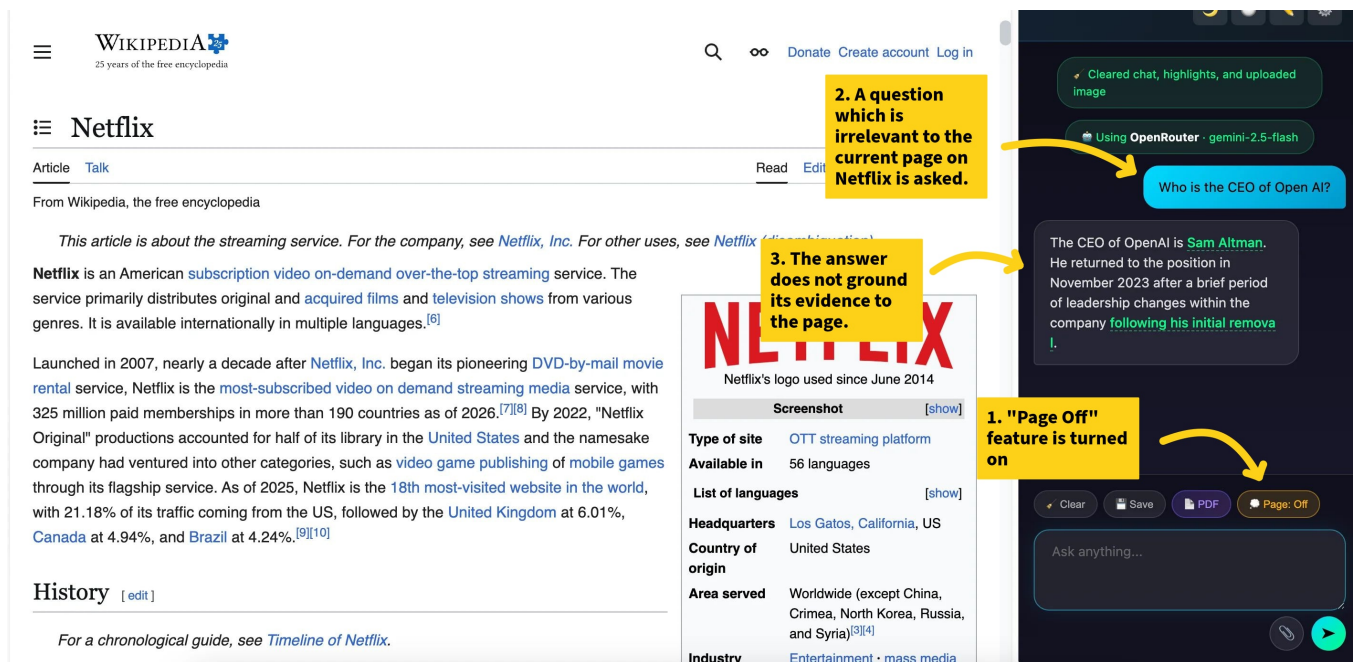 WIKIPEDIA 25
25 years of the free encyclopedia
Donate Create account Log in
Netflix
Article Talk
Read Edit
From Wikipedia, the free encyclopedia
This article is about the streaming service. For the company, see Netflix, Inc. For other uses, see Netflix (disambiguation)
Netflix is an American subscription video on-demand over-the-top streaming service. The
service primarily distributes original and acquired films and television shows from various
genres. It is available internationally in multiple languages.[6]
Launched in 2007, nearly a decade after Netflix, Inc. began its pioneering DVD-by-mail movie
rental service, Netflix is the most-subscribed video on demand streaming media service, with
325 million paid memberships in more than 190 countries as of 2026.[7][8] By 2022, "Netflix
Original" productions accounted for half of its library in the United States and the namesake
company had ventured into other categories, such as video game publishing of mobile games
through its flagship service. As of 2025, Netflix is the 18th most-visited website in the world,
with 21.18% of its traffic coming from the US, followed by the United Kingdom at 6.01%,
Canada at 4.94%, and Brazil at 4.24%.[9][10]
History [ edit ]
For a chronological guide, see Timeline of Netflix.
NETFLIX
Netflix's logo used since June 2014
Screenshot [show]
Type of site OTT streaming platform
Available in 56 languages
List of languages [show]
Headquarters Los Gatos, California, US
Country of United States
origin
Area served Worldwide (except China,
Crimea, North Korea, Russia,
and Syria)[3][4]
Industry Entertainment · mass media
2. A question
which is
irrelevant to the
current page on
Netflix is asked.
3. The answer
does not ground
its evidence to
the page.
1. "Page Off"
feature is turned
on
Cleared chat, highlights, and uploaded
image
Using OpenRouter · gemini-2.5-flash
Who is the CEO of Open AI?
The CEO of OpenAI is Sam Altman.
He returned to the position in
November 2023 after a brief period
of leadership changes within the
company following his initial remova
l.
Clear Save PDF Page: Off
Ask anything...